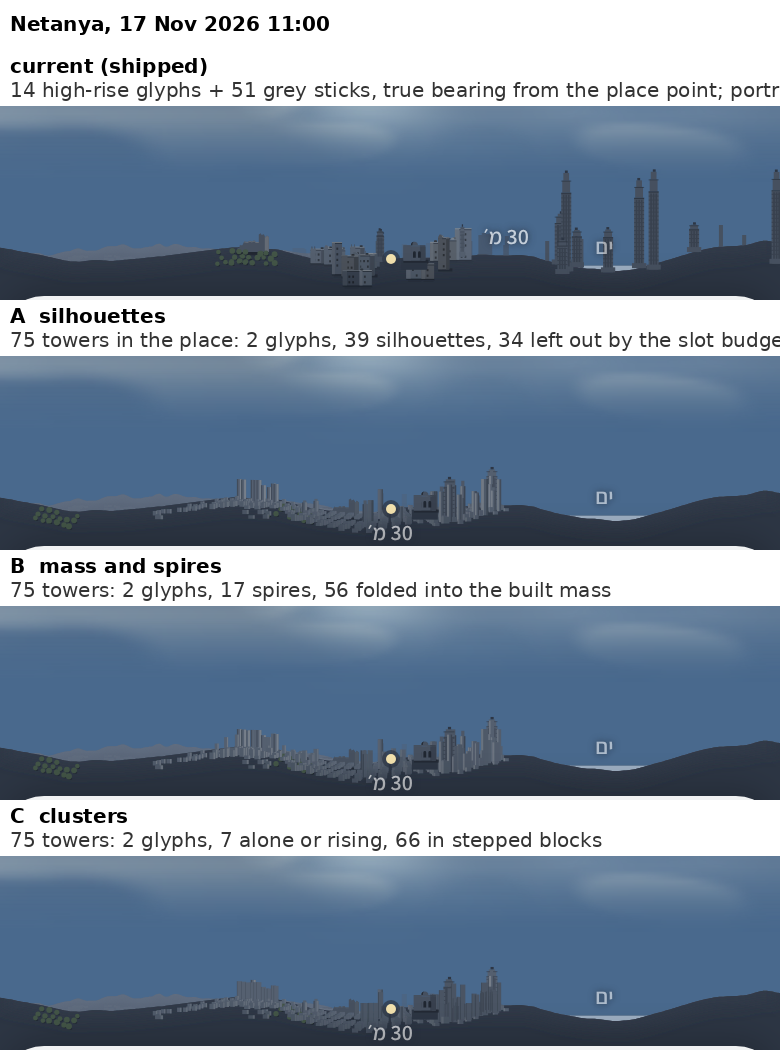 Netanya, 17 Nov 2026 11:00
current (shipped)
14 high-rise glyphs + 51 grey sticks, true bearing from the place point; portr
30 מ׳
ים
A silhouettes
75 towers in the place: 2 glyphs, 39 silhouettes, 34 left out by the slot budge
ים
30 מ׳
B mass and spires
75 towers: 2 glyphs, 17 spires, 56 folded into the built mass
ים
30 מ׳
C clusters
75 towers: 2 glyphs, 7 alone or rising, 66 in stepped blocks
ים
30 מ׳